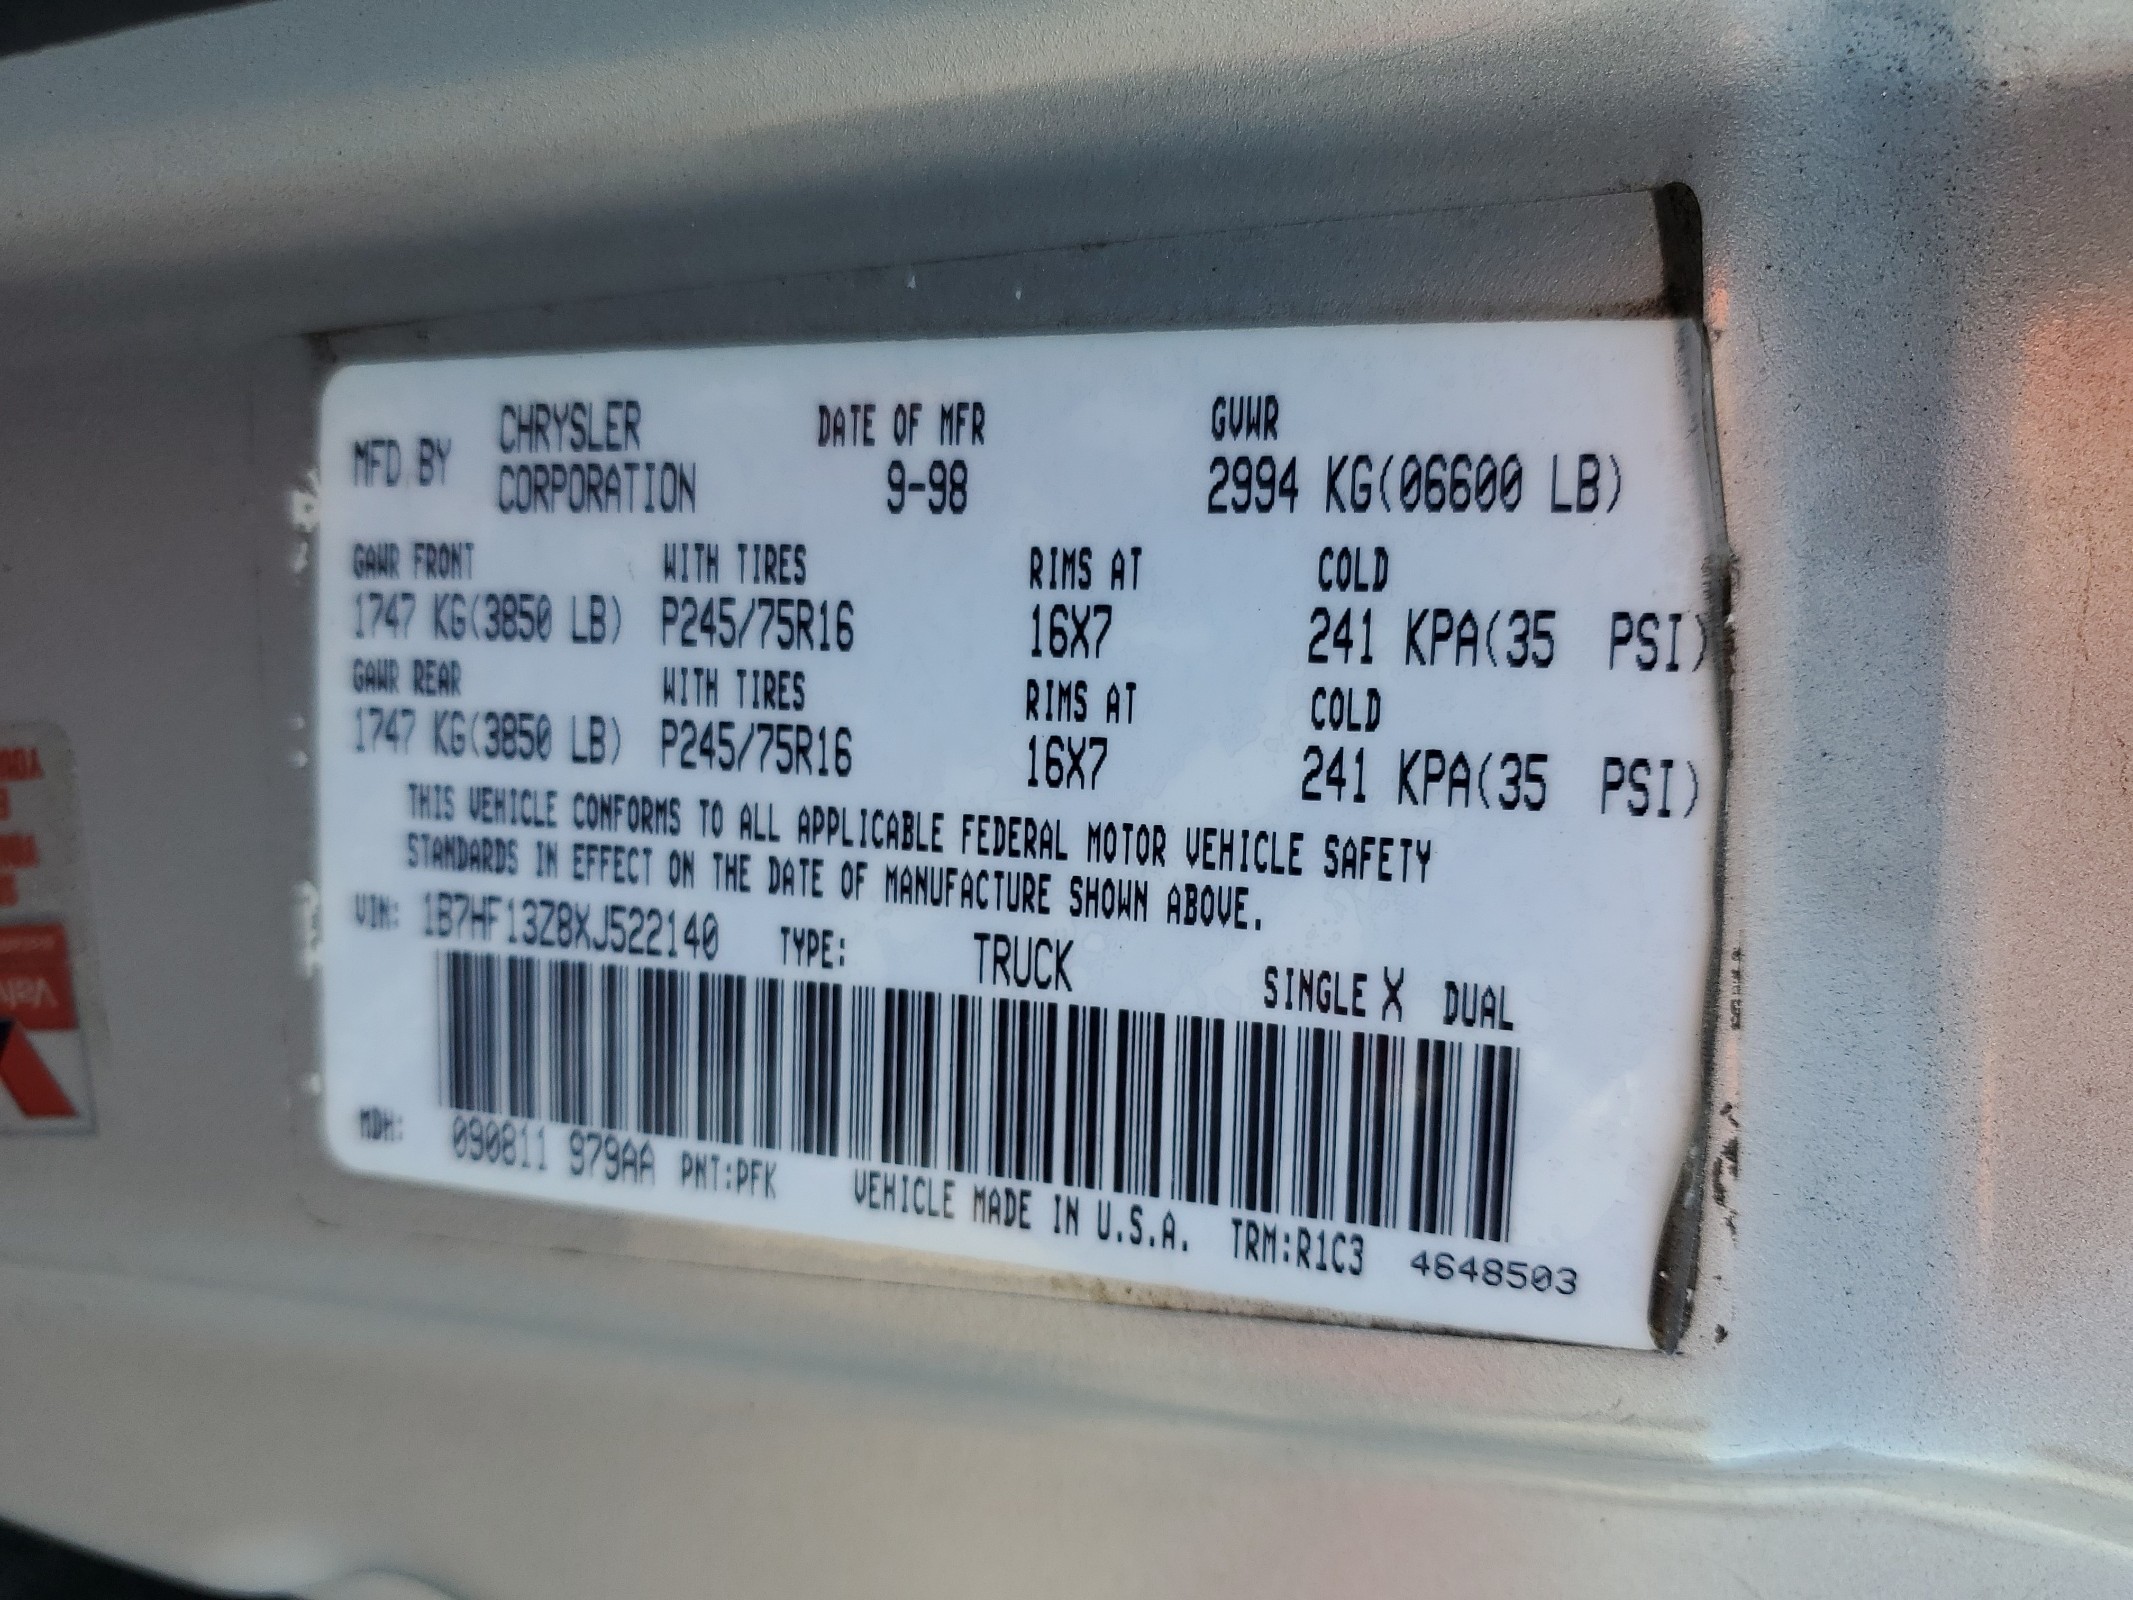 MFD BY CHRYSLER CORPORATION DATE OF MFR 9-98 GVWR 2994 KG(06600 LB)
GAWR FRONT WITH TIRES RIMS AT COLD
1747 KG(3850 LB) P245/75R16 16X7 241 KPA(35 PSI)
GAWR REAR WITH TIRES RIMS AT COLD
1747 KG(3850 LB) P245/75R16 16X7 241 KPA(35 PSI)
THIS VEHICLE CONFORMS TO ALL APPLICABLE FEDERAL MOTOR VEHICLE SAFETY
STANDARDS IN EFFECT ON THE DATE OF MANUFACTURE SHOWN ABOVE.
VIN: 1B7HF13Z8XJ522140 TYPE: TRUCK SINGLE X DUAL
MDH: 090811 979AA PNT:PFK VEHICLE MADE IN U.S.A. TRM:R1C3 4648503